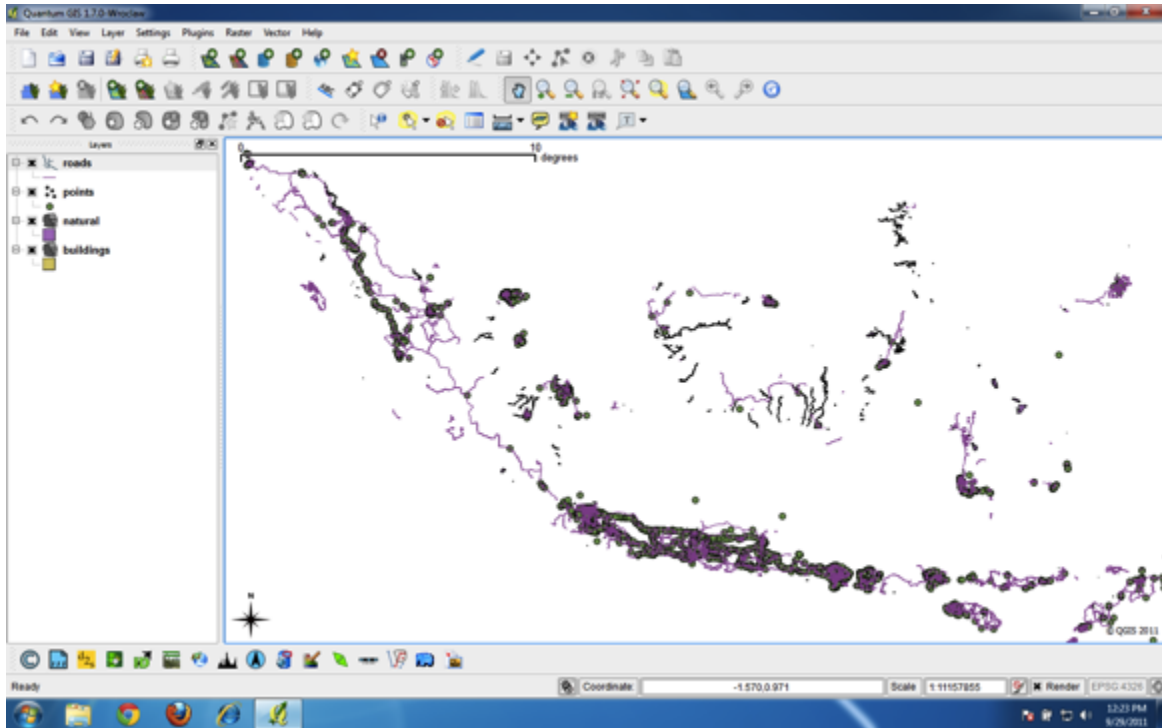 Quantum GIS 1.7.0-Wroclaw
File Edit View Layer Settings Plugins Raster Vector Help
Layers
roads
points
natural
buildings
0 10
degrees
N
© QGIS 2011
Ready
Coordinate: -1.570,0.971 Scale 1:11157855 Render EPSG:4326
12:23 PM
9/29/2011